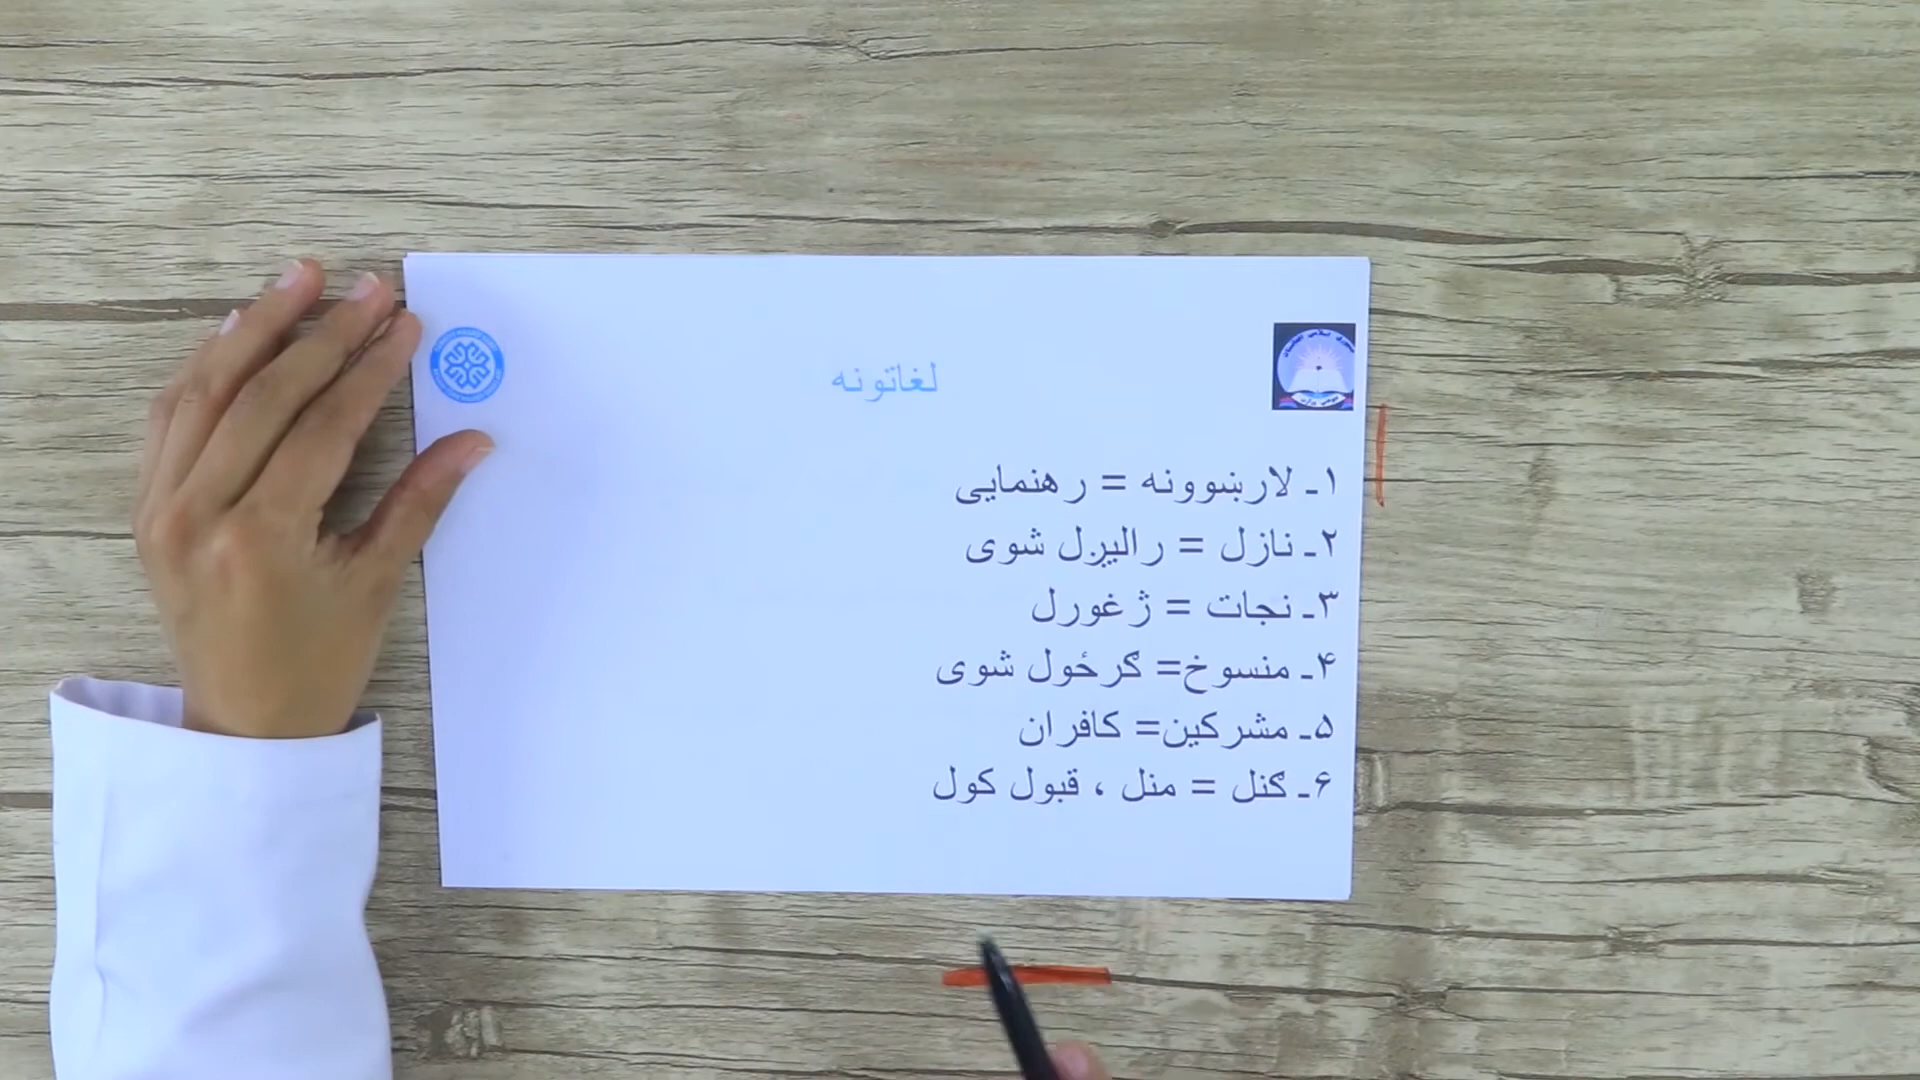 لغاتونه
۱ـ لارښوونه = رهنمایی
۲ـ نازل = رالیږل شوی
۳ـ نجات = ژغورل
۴ـ منسوخ= ګرځول شوی
۵ـ مشرکین= کافران
۶ـ ګنل = منل ، قبول کول